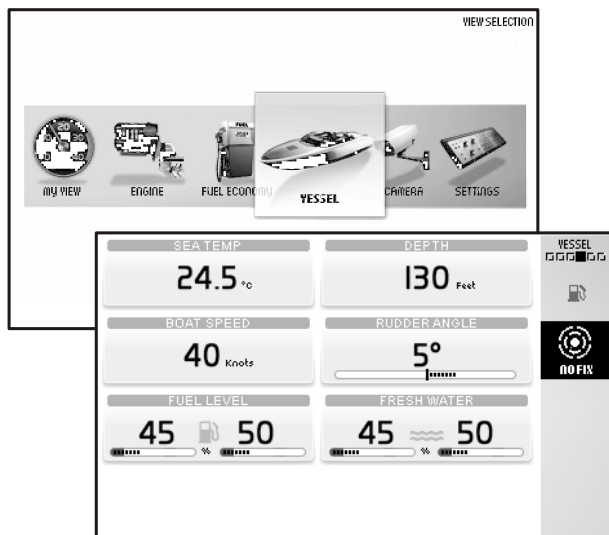 VIEW SELECTION
MY VIEW ENGINE FUEL ECONOMY VESSEL CAMERA SETTINGS
SEA TEMP DEPTH VESSEL
24.5 °C 130 Feet
BOAT SPEED RUDDER ANGLE
40 Knots 5° NO FIX
FUEL LEVEL FRESH WATER
45 50 45 50
% %